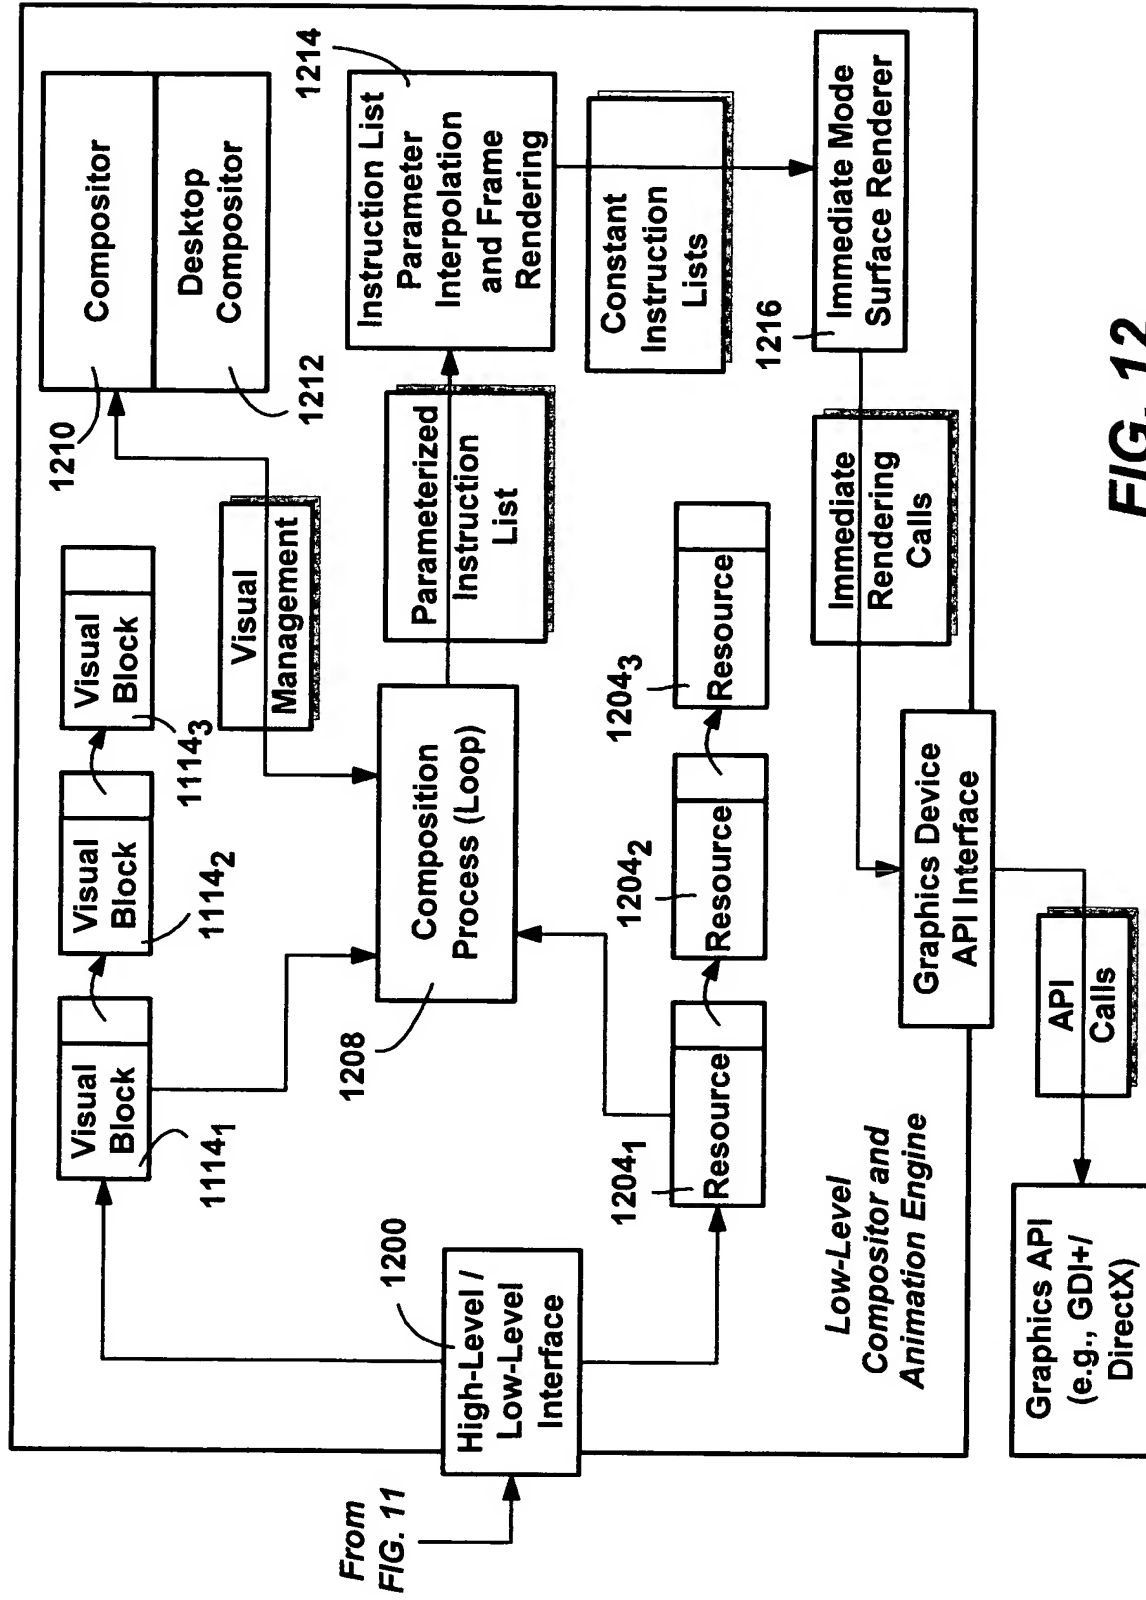 Compositor
Desktop
Compositor
1210
1212
Visual
Block
1114₁
Visual
Block
1114₂
Visual
Block
1114₃
Visual
Management
1214
Instruction List
Parameter
Interpolation
and Frame
Rendering
From
FIG. 11
High-Level /
Low-Level
Interface
1200
Composition
Process (Loop)
1208
Parameterized
Instruction
List
Constant
Instruction
Lists
Resource
1204₁
Resource
1204₂
Resource
1204₃
1216
Immediate Mode
Surface Renderer
Immediate
Rendering
Calls
Low-Level
Compositor and
Animation Engine
Graphics Device
API Interface
API
Calls
Graphics API
(e.g., GDI+/
DirectX)
FIG. 12